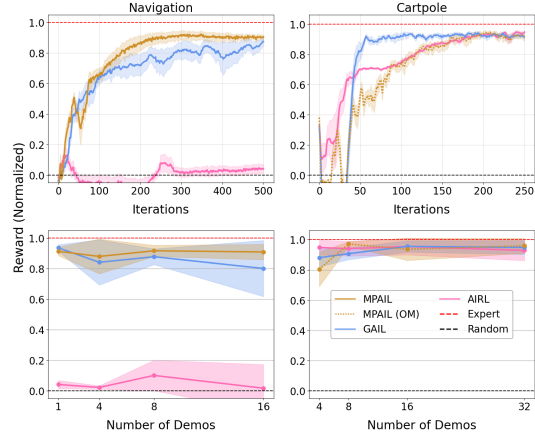 Navigation
Cartpole
Reward (Normalized)
1.0
0.8
0.6
0.4
0.2
0.0
0 100 200 300 400 500
Iterations
1.0
0.8
0.6
0.4
0.2
0.0
0 50 100 150 200 250
Iterations
1.0
0.8
0.6
0.4
0.2
0.0
1 4 8 16
Number of Demos
1.0
0.8
0.6
0.4
0.2
0.0
4 8 16 32
Number of Demos
MPAIL
MPAIL (OM)
GAIL
AIRL
Expert
Random